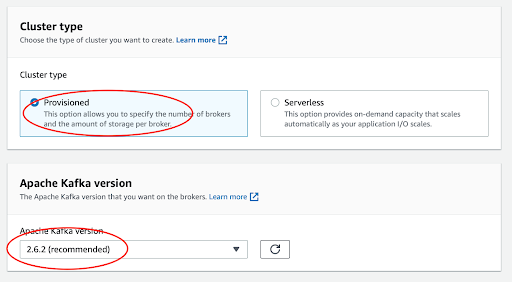 Cluster type
Choose the type of cluster you want to create. Learn more
Cluster type
Provisioned
This option allows you to specify the number of brokers
and the amount of storage per broker.
Serverless
This option provides on-demand capacity that scales
automatically as your application I/O scales.
Apache Kafka version
The Apache Kafka version that you want on the brokers. Learn more
Apache Kafka version
2.6.2 (recommended)